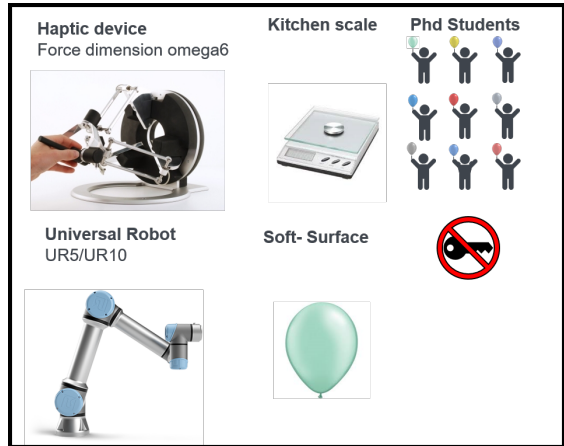 Haptic device
Force dimension omega6
Kitchen scale
Phd Students
Universal Robot
UR5/UR10
Soft- Surface